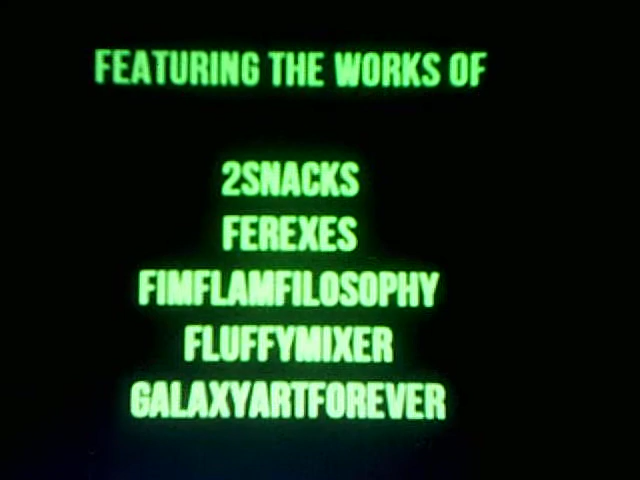 FEATURING THE WORKS OF
2SNACKS
FEREXES
FIMFLAMFILOSOPHY
FLUFFYMIXER
GALAXYARTFOREVER